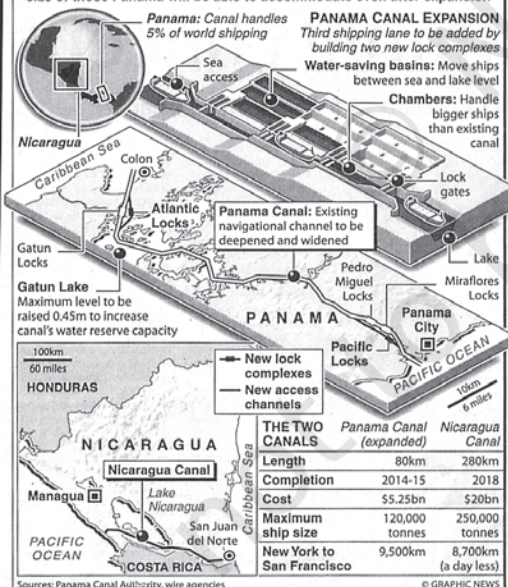 Panama: Canal handles
5% of world shipping
PANAMA CANAL EXPANSION
Third shipping lane to be added by
building two new lock complexes
Water-saving basins: Move ships
between sea and lake level
Chambers: Handle
bigger ships
than existing
canal
Sea
access
Nicaragua
Lock
gates
Lake
Caribbean Sea
Colon
Atlantic
Locks
Panama Canal: Existing
navigational channel to be
deepened and widened
Gatun
Locks
Gatun Lake
Maximum level to be
raised 0.45m to increase
canal's water reserve capacity
Pedro
Miguel
Locks
Miraflores
Locks
PANAMA
Panama
City
Pacific
Locks
PACIFIC OCEAN
10km
6 miles
100km
60 miles
New lock
complexes
New access
channels
HONDURAS
NICARAGUA
Nicaragua Canal
Managua
Lake
Nicaragua
San Juan
del Norte
Caribbean Sea
PACIFIC
OCEAN
COSTA RICA
THE TWO CANALS Panama Canal (expanded) Nicaragua Canal
Length 80km 280km
Completion 2014-15 2018
Cost $5.25bn $20bn
Maximum ship size 120,000 tonnes 250,000 tonnes
New York to San Francisco 9,500km 8,700km (a day less)
Sources: Panama Canal Authority, wire agencies
© GRAPHIC NEWS